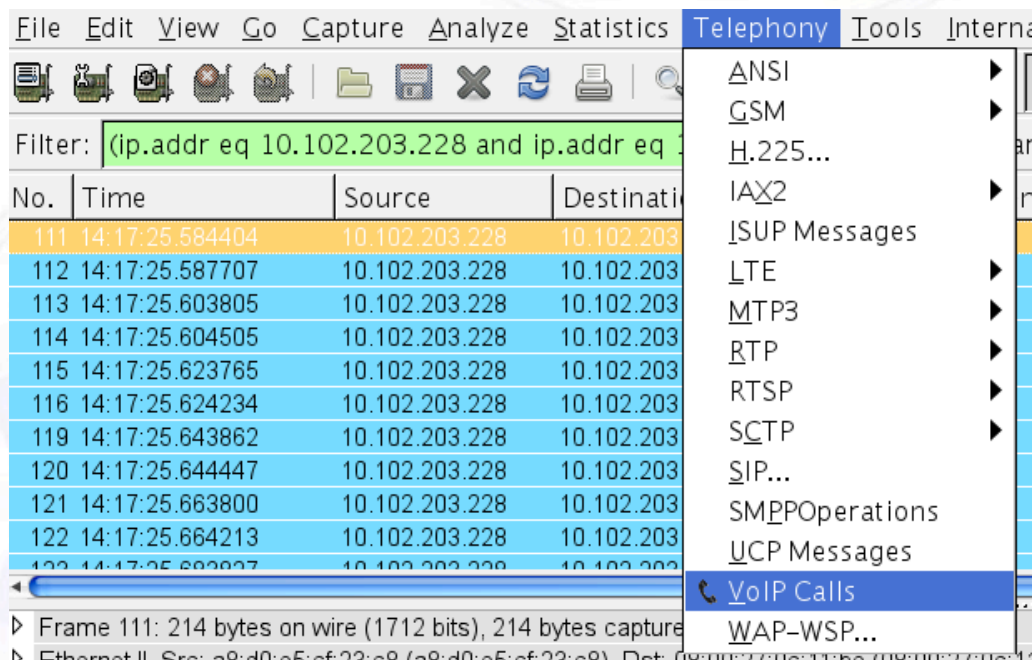 File Edit View Go Capture Analyze Statistics Telephony Tools Interna
Filter: (ip.addr eq 10.102.203.228 and ip.addr eq
No. Time Source Destinati
111 14:17:25.584404 10.102.203.228 10.102.203
112 14:17:25.587707 10.102.203.228 10.102.203
113 14:17:25.603805 10.102.203.228 10.102.203
114 14:17:25.604505 10.102.203.228 10.102.203
115 14:17:25.623765 10.102.203.228 10.102.203
116 14:17:25.624234 10.102.203.228 10.102.203
119 14:17:25.643862 10.102.203.228 10.102.203
120 14:17:25.644447 10.102.203.228 10.102.203
121 14:17:25.663800 10.102.203.228 10.102.203
122 14:17:25.664213 10.102.203.228 10.102.203
Frame 111: 214 bytes on wire (1712 bits), 214 bytes capture
Ethernet II, Src:
ANSI
GSM
H.225...
IAX2
ISUP Messages
LTE
MTP3
RTP
RTSP
SCTP
SIP...
SMPPOperations
UCP Messages
VoIP Calls
WAP-WSP...